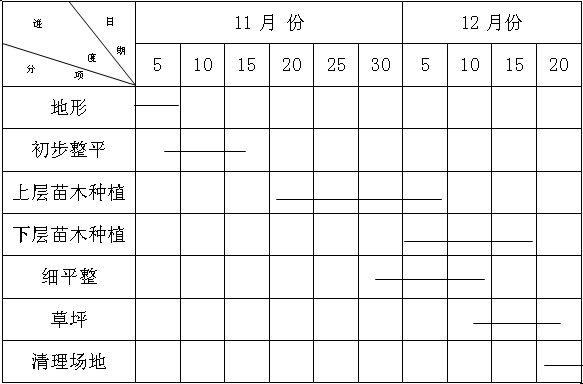 进 日
度 期
分 项
11 月 份 12 月份
5 10 15 20 25 30 5 10 15 20
地形
初步整平
上层苗木种植
下层苗木种植
细平整
草坪
清理场地